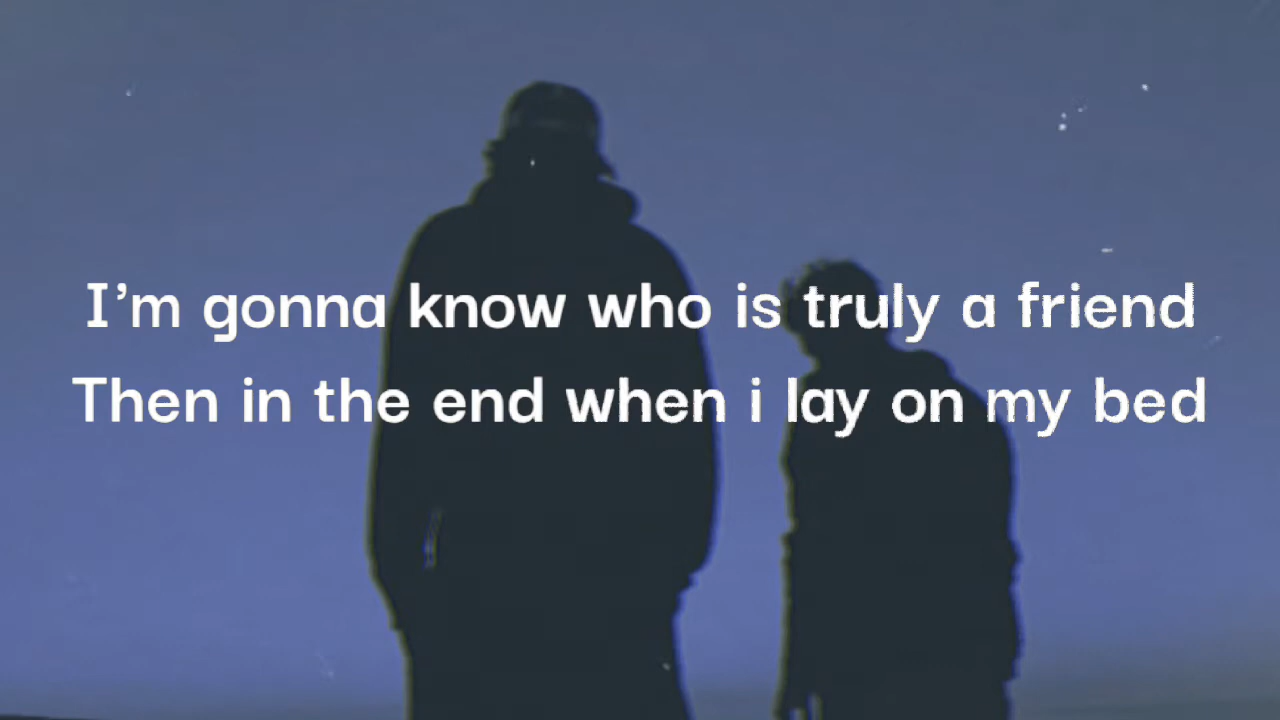 I'm gonna know who is truly a friend
Then in the end when i lay on my bed